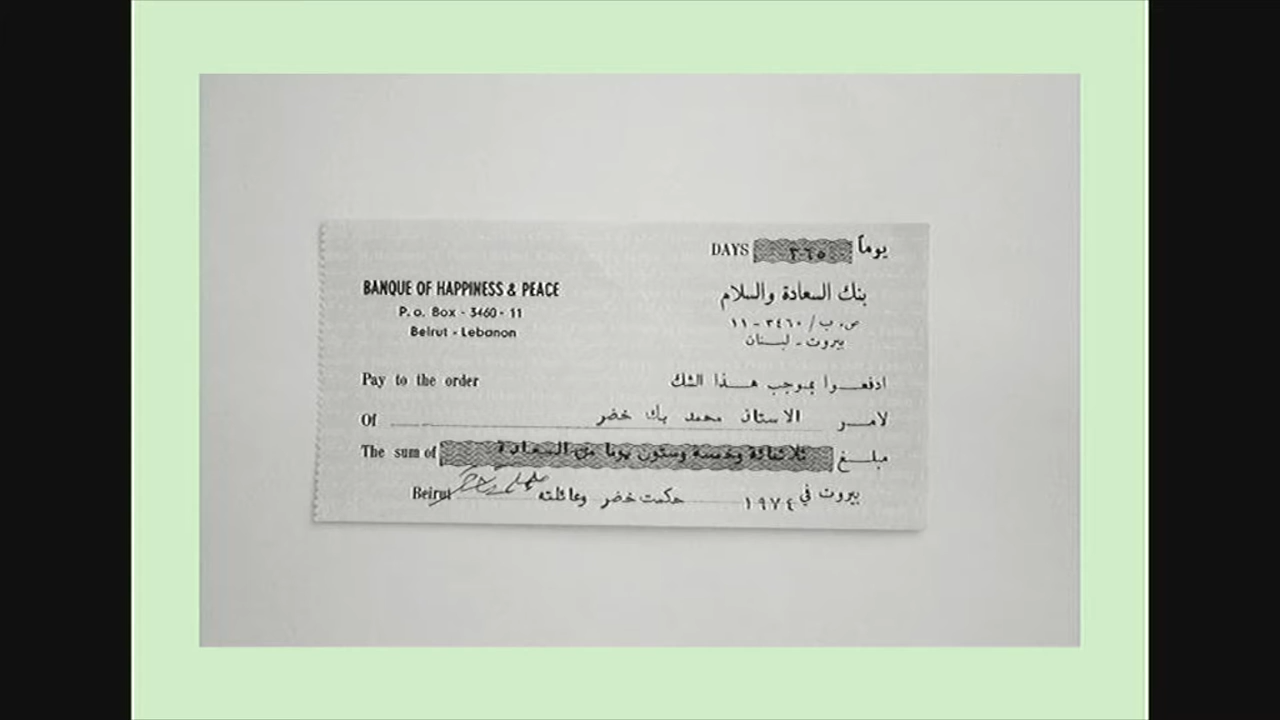 DAYS ٣٦٥ يوماً
BANQUE OF HAPPINESS & PEACE
P.o. Box - 3460 - 11
Beirut - Lebanon
بنك السعادة والسلام
ص. ب / ٣٤٦٠ - ١١
بيروت - لبنان
Pay to the order ادفعوا بموجب هذا الشك
Of لامر الاستاذ محمد بك خضر
The sum of مبلغ ثلاثمائة وخمسة وستون يوما من السعادة
Beirut بيروت في ١٩٧٤ حكمت خضر وعائلته